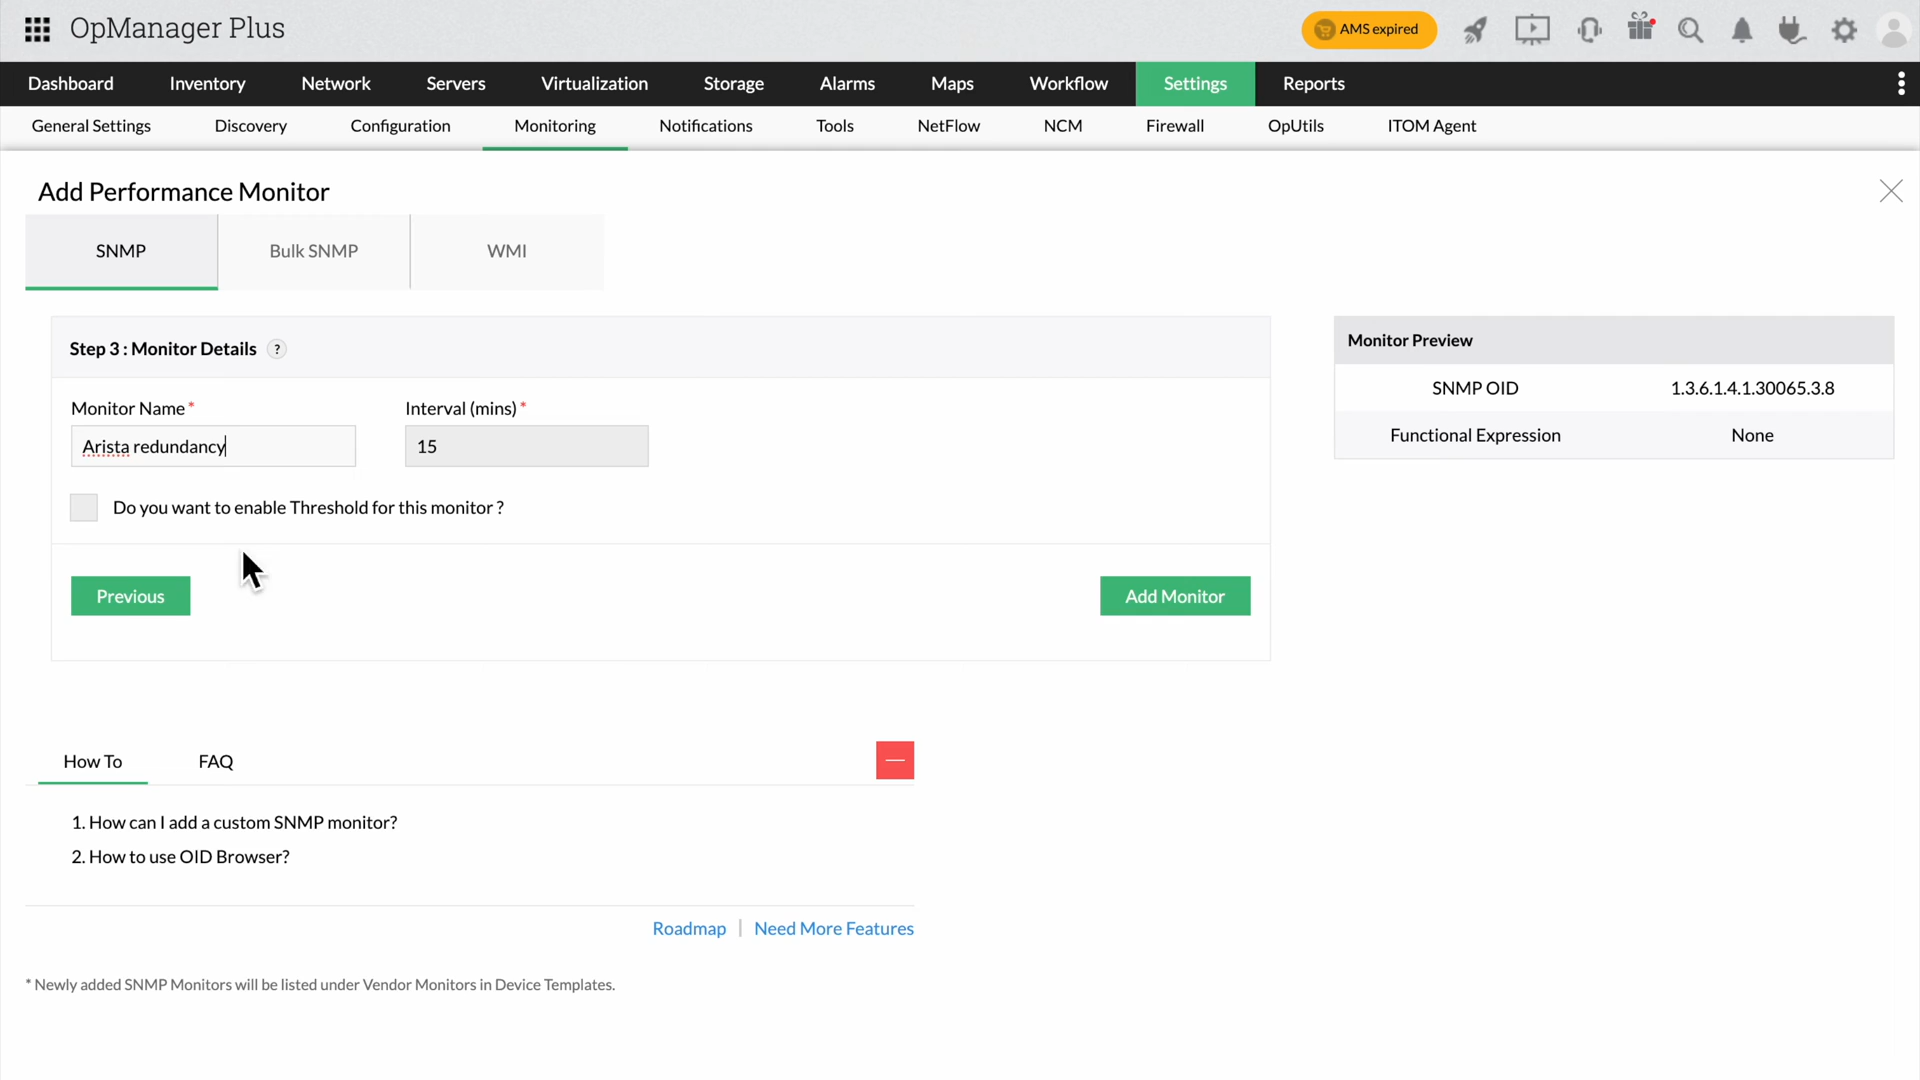 OpManager Plus
AMS expired
Dashboard Inventory Network Servers Virtualization Storage Alarms Maps Workflow Settings Reports
General Settings Discovery Configuration Monitoring Notifications Tools NetFlow NCM Firewall OpUtils ITOM Agent
Add Performance Monitor
SNMP Bulk SNMP WMI
Step 3 : Monitor Details ?
Monitor Name * Interval (mins) *
Arista redundancy 15
Do you want to enable Threshold for this monitor ?
Previous Add Monitor
Monitor Preview
SNMP OID 1.3.6.1.4.1.30065.3.8
Functional Expression None
How To FAQ
1. How can I add a custom SNMP monitor?
2. How to use OID Browser?
Roadmap | Need More Features
* Newly added SNMP Monitors will be listed under Vendor Monitors in Device Templates.